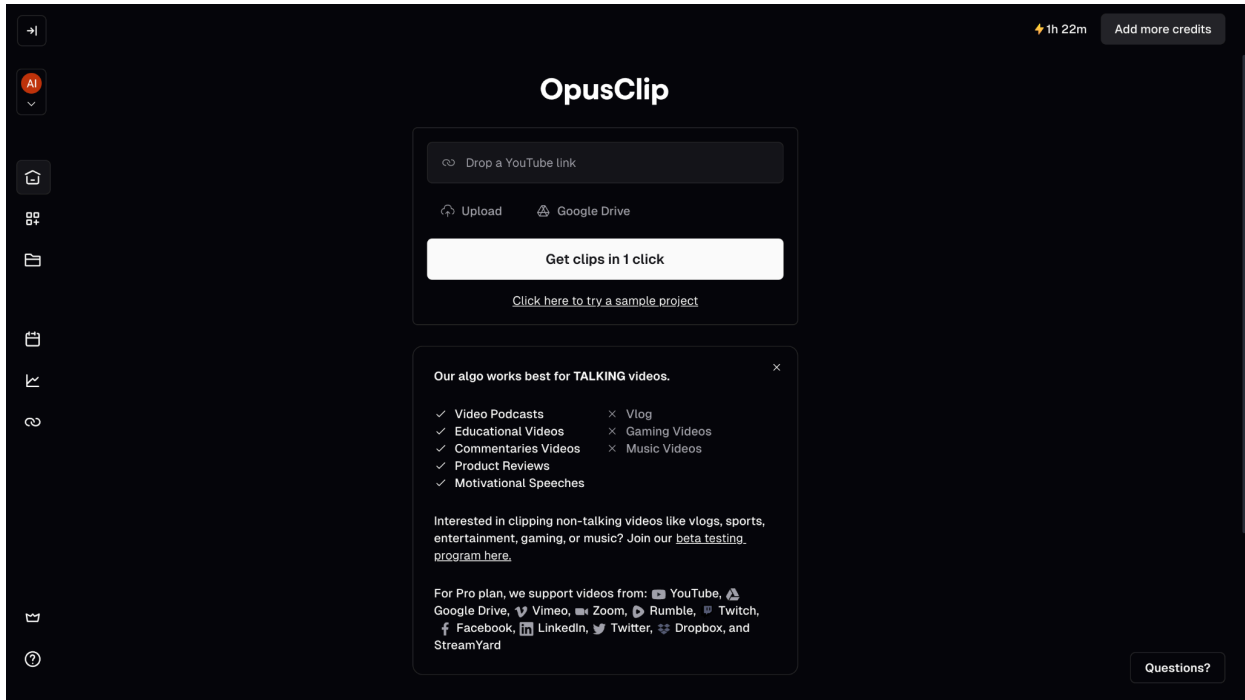 AI
1h 22m
Add more credits
OpusClip
Drop a YouTube link
Upload
Google Drive
Get clips in 1 click
Click here to try a sample project
Our algo works best for TALKING videos.
Video Podcasts
Educational Videos
Commentaries Videos
Product Reviews
Motivational Speeches
Vlog
Gaming Videos
Music Videos
Interested in clipping non-talking videos like vlogs, sports,
entertainment, gaming, or music? Join our beta testing
program here.
For Pro plan, we support videos from: YouTube,
Google Drive, Vimeo, Zoom, Rumble, Twitch,
Facebook, LinkedIn, Twitter, Dropbox, and
StreamYard
Questions?